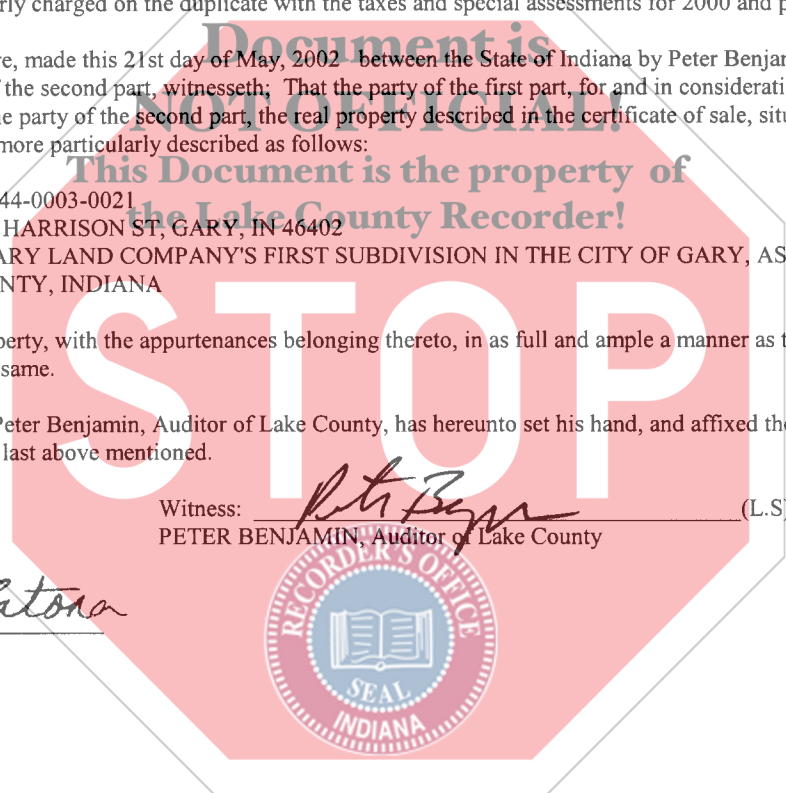 rly charged on the duplicate with the taxes and special assessments for 2000 and p
Document is
re, made this 21st day of May, 2002 between the State of Indiana by Peter Benjam
f the second part, witnesseth; That the party of the first part, for and in considerati
NOT OFFICIAL!
e party of the second part, the real property described in the certificate of sale, situ
more particularly described as follows:
This Document is the property of
44-0003-0021
the Lake County Recorder!
HARRISON ST, GARY, IN 46402
ARY LAND COMPANY'S FIRST SUBDIVISION IN THE CITY OF GARY, AS
NTY, INDIANA
STOP
perty, with the appurtenances belonging thereto, in as full and ample a manner as t
same.
Peter Benjamin, Auditor of Lake County, has hereunto set his hand, and affixed the
last above mentioned.
Witness: (L.S
PETER BENJAMIN, Auditor of Lake County
atona
RECORDER'S OFFICE
SEAL
INDIANA